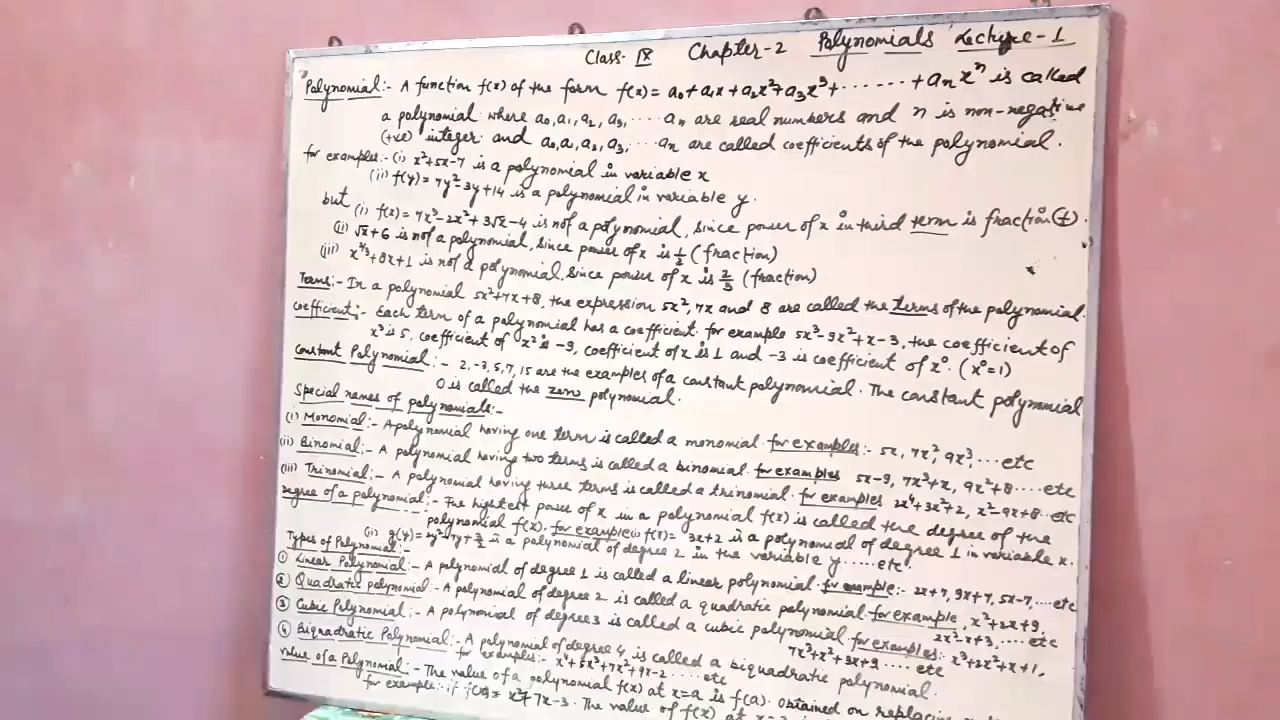 Class- IX Chapter-2 Polynomials Lecture-1
Polynomial:- A function f(x) of the form f(x) = a₀+a₁x+a₂x²+a₃x³+.......+aₙxⁿ is called
a polynomial where a₀,a₁,a₂,a₃,....aₙ are real numbers and n is non-negative
(+ve) integer and a₀,a₁,a₂,a₃,....aₙ are called coefficients of the polynomial.
for examples:- (i) x²+5x-7 is a polynomial in variable x
(ii) f(y) = 7y²-3y+14 is a polynomial in variable y.
but
(i) f(x) = 7x³-2x²+3√x-4 is not a polynomial, since power of x in third term is fraction (½).
(ii) √x+6 is not a polynomial, since power of x is ½ (fraction)
(iii) x^2/3+8x+1 is not a polynomial, since power of x is 2/3 (fraction)
Terms:- In a polynomial 5x²+7x+8, the expression 5x², 7x and 8 are called the terms of the polynomial.
Coefficient:- Each term of a polynomial has a coefficient. for example 5x³-9x²+x-3, the coefficient of
x³ is 5, coefficient of x² is -9, coefficient of x is 1 and -3 is coefficient of x⁰. (x⁰=1)
Constant Polynomial:- 2,-3,5,7,15 are the examples of a constant polynomial. The constant polynomial
0 is called the zero polynomial.
Special names of polynomials:-
(i) Monomial:- A polynomial having one term is called a monomial. for examples:- 5x, 7x², 9x³,...etc
(ii) Binomial:- A polynomial having two terms is called a binomial. for examples 5x-9, 7x³+x, 9x²+8....etc
(iii) Trinomial:- A polynomial having three terms is called a trinomial. for examples 2x⁴+3x²+2, x²-9x+8...etc
Degree of a polynomial:- The hightest power of x in a polynomial f(x) is called the degree of the
polynomial f(x). for example (i) f(x) = 3x+2 is a polynomial of degree 1 in variable x.
(ii) g(y) = 2y²-7y+ is a polynomial of degree 2 in the variable y.....etc.
Types of Polynomial:-
① Linear Polynomial:- A polynomial of degree 1 is called a linear polynomial. for example:- 2x+7, 9x+7, 5x-7,...etc
② Quadratic polynomial:- A polynomial of degree 2 is called a quadratic polynomial. for example, x²+2x+9,
2x²-x+3,....etc
③ Cubic Polynomial:- A polynomial of degree 3 is called a cubic polynomial. for examples:- x³+2x²+x+1,
7x³+x²+3x+9.....etc
④ Biquadratic Polynomial:- A polynomial of degree 4 is called a biquadratic polynomial.
for examples:- x⁴+5x³+7x²+9x-2.....etc
Value of a Polynomial:- The value of a polynomial f(x) at x=a is f(a). Obtained on replacing
for example:- if f(x) = x²+7x-3. The value of f(x) at